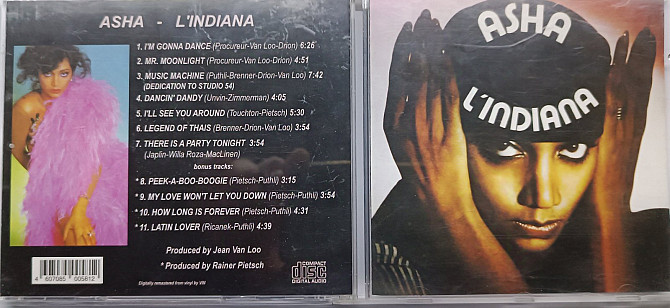 ASHA - L'INDIANA
1. I'M GONNA DANCE (Procureur-Van Loo-Drion) 6:26
2. MR. MOONLIGHT (Procureur-Van Loo-Drion) 4:51
3. MUSIC MACHINE (Puthli-Brenner-Drion-Van Loo) 7:42
(DEDICATION TO STUDIO 54)
4. DANCIN' DANDY (Unvin-Zimmerman) 4:05
5. I'LL SEE YOU AROUND (Touchton-Pietsch) 5:30
6. LEGEND OF THAIS (Brenner-Drion-Van Loo) 3:54
7. THERE IS A PARTY TONIGHT 3:54
(Japlin-Willa Roza-MacLinen)
bonus tracks:
* 8. PEEK-A-BOO-BOOGIE (Pietsch-Puthli) 3:15
* 9. MY LOVE WON'T LET YOU DOWN (Pietsch-Puthli) 3:54
* 10. HOW LONG IS FOREVER (Pietsch-Puthli) 4:31
* 11. LATIN LOVER (Ricanek-Puthli) 4:39
Produced by Jean Van Loo
* Produced by Rainer Pietsch
4 607085 005612
Digitally remastered from vinyl by VIN
COMPACT
disc
DIGITAL AUDIO
ASHA
L'INDIANA